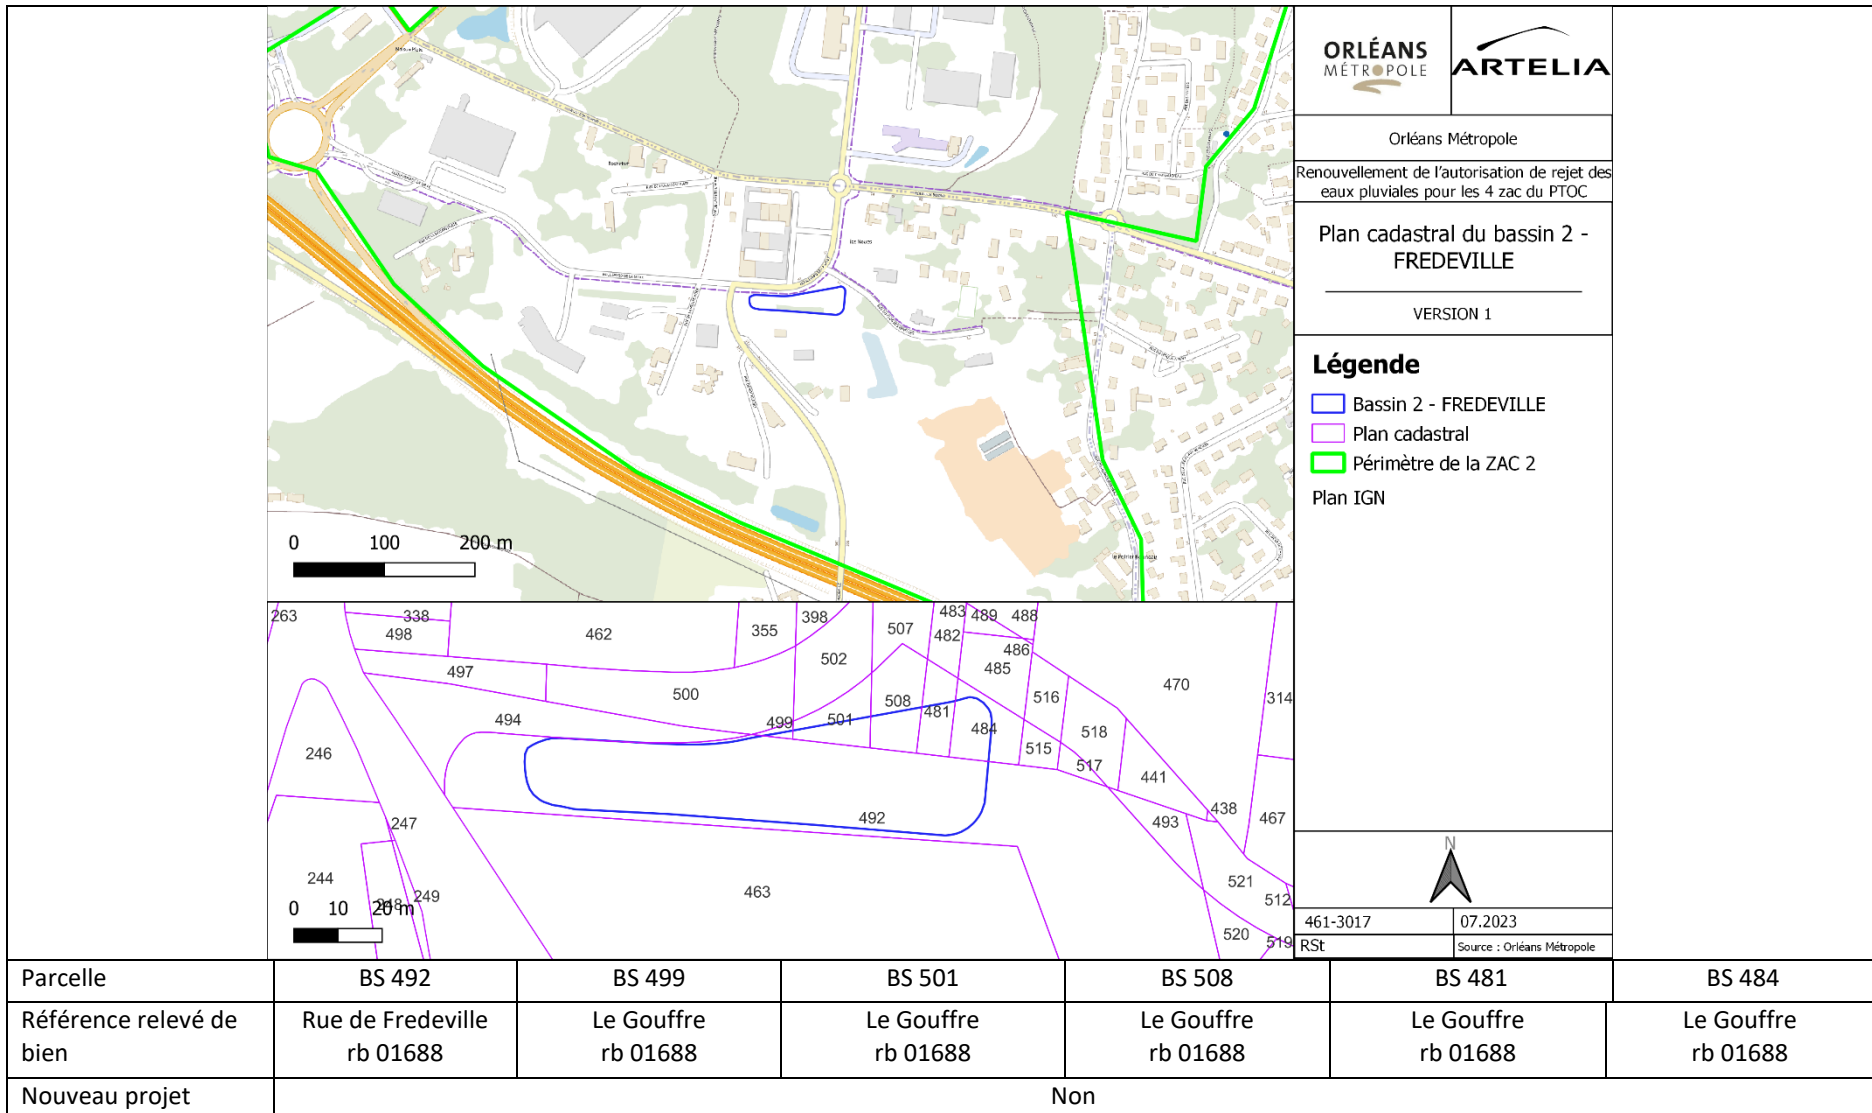 ORLÉANS
MÉTROPOLE
ARTELIA
Orléans Métropole
Renouvellement de l'autorisation de rejet des
eaux pluviales pour les 4 zac du PTOC
Plan cadastral du bassin 2 -
FREDEVILLE
VERSION 1
Légende
Bassin 2 - FREDEVILLE
Plan cadastral
Périmètre de la ZAC 2
Plan IGN
N
461-3017
07.2023
RSt
Source : Orléans Métropole
0 100 200 m
263
338
498
462
355
398
507
483
489
488
482
486
485
502
497
500
470
314
494
499
501
508
481
484
516
518
515
517
441
246
492
493
438
467
247
244
248
249
463
521
512
520
519
0 10 20 m
Parcelle BS 492 BS 499 BS 501 BS 508 BS 481 BS 484
Référence relevé de bien
Rue de Fredeville rb 01688
Le Gouffre rb 01688
Le Gouffre rb 01688
Le Gouffre rb 01688
Le Gouffre rb 01688
Le Gouffre rb 01688
Nouveau projet Non